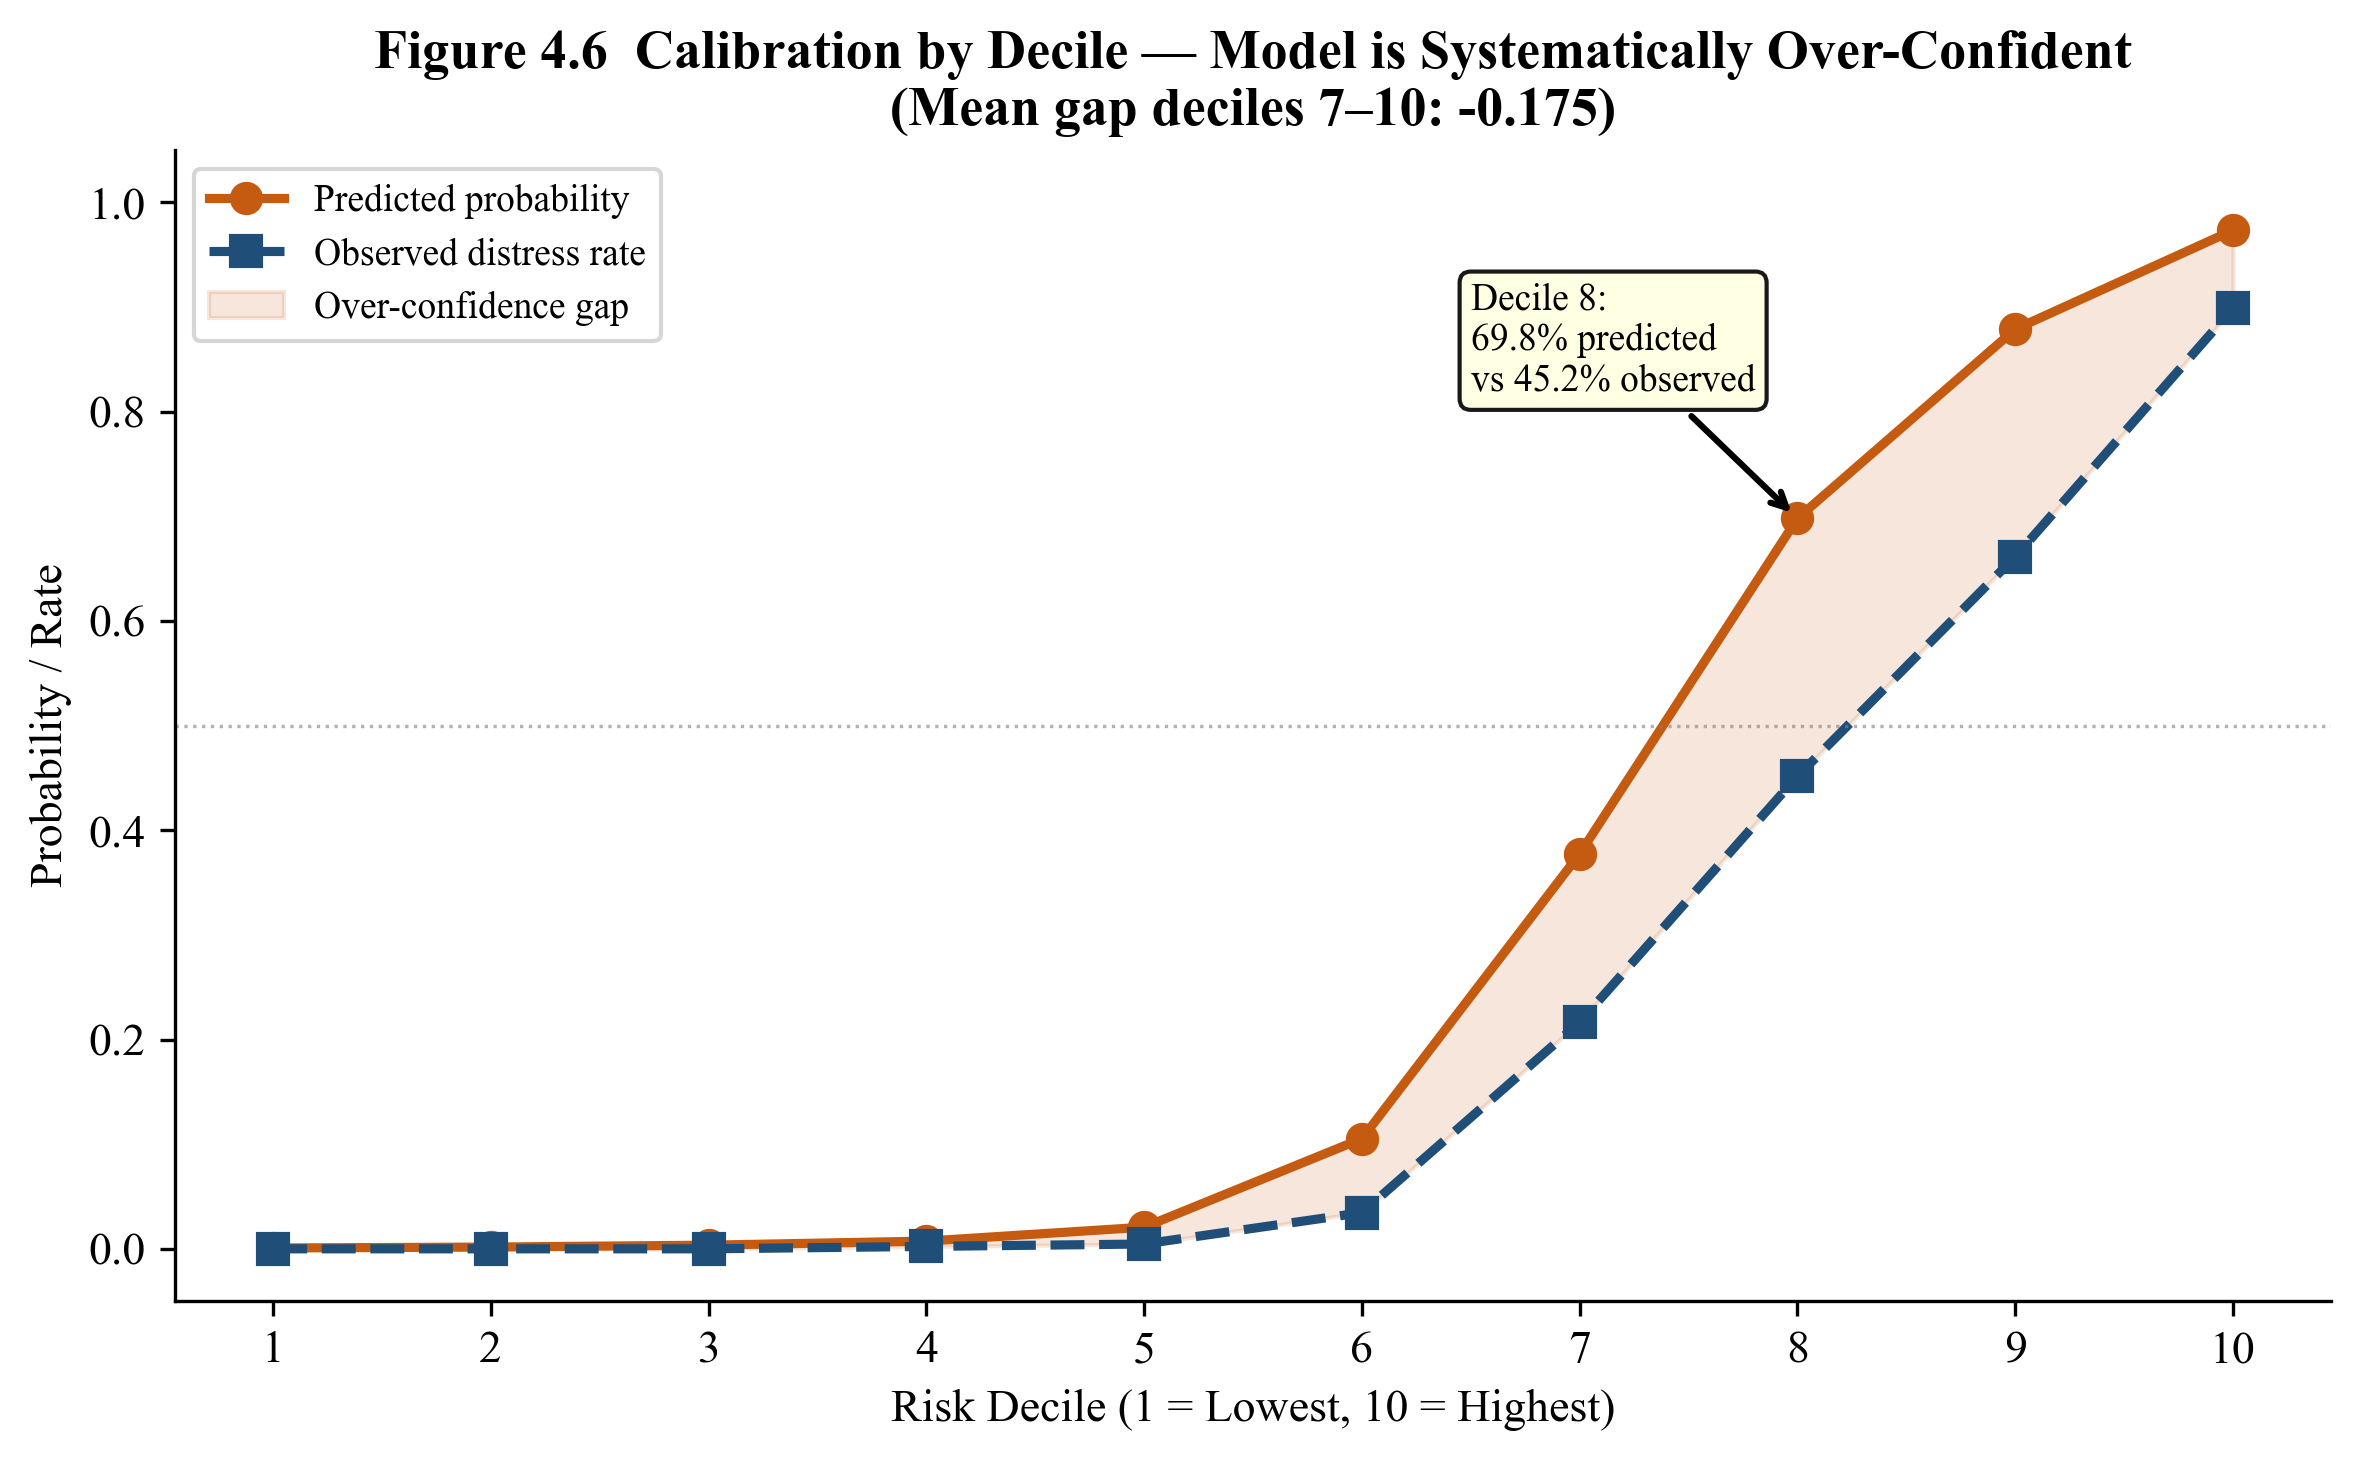 Figure 4.6  Calibration by Decile — Model is Systematically Over-Confident
(Mean gap deciles 7–10: -0.175)
Predicted probability
Observed distress rate
Over-confidence gap
Decile 8:
69.8% predicted
vs 45.2% observed
Probability / Rate
1.0
0.8
0.6
0.4
0.2
0.0
1 2 3 4 5 6 7 8 9 10
Risk Decile (1 = Lowest, 10 = Highest)